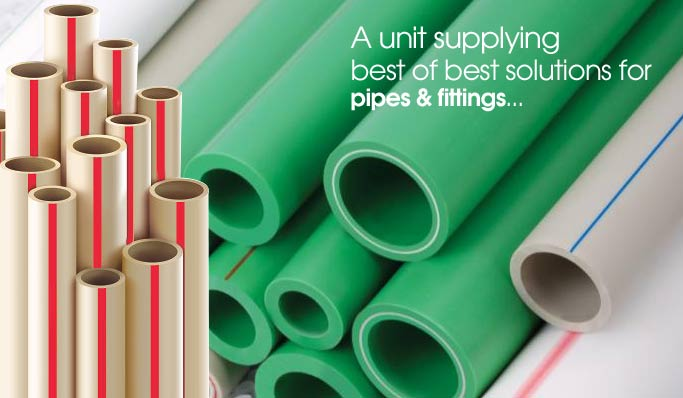 A unit supplying
best of best solutions for
pipes & fittings...